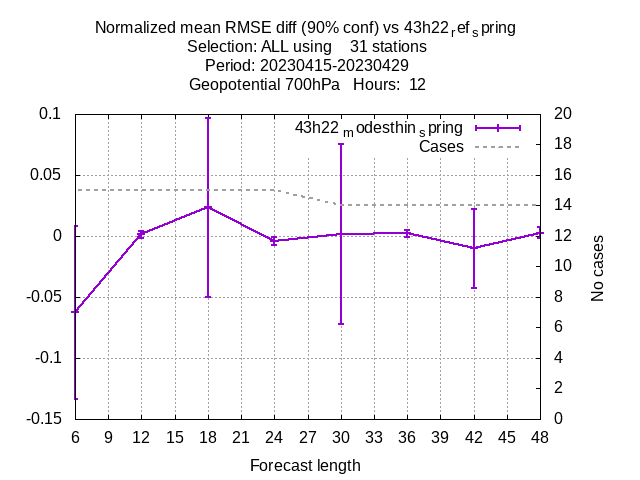 Normalized mean RMSE diff (90% conf) vs 43h22refspring
Selection: ALL using 31 stations
Period: 20230415-20230429
Geopotential 700hPa Hours: 12
43h22modesthinspring
Cases
0.1
0.05
0
-0.05
-0.1
-0.15
20
18
16
14
12
10
8
6
4
2
0
No cases
6 9 12 15 18 21 24 27 30 33 36 39 42 45 48
Forecast length